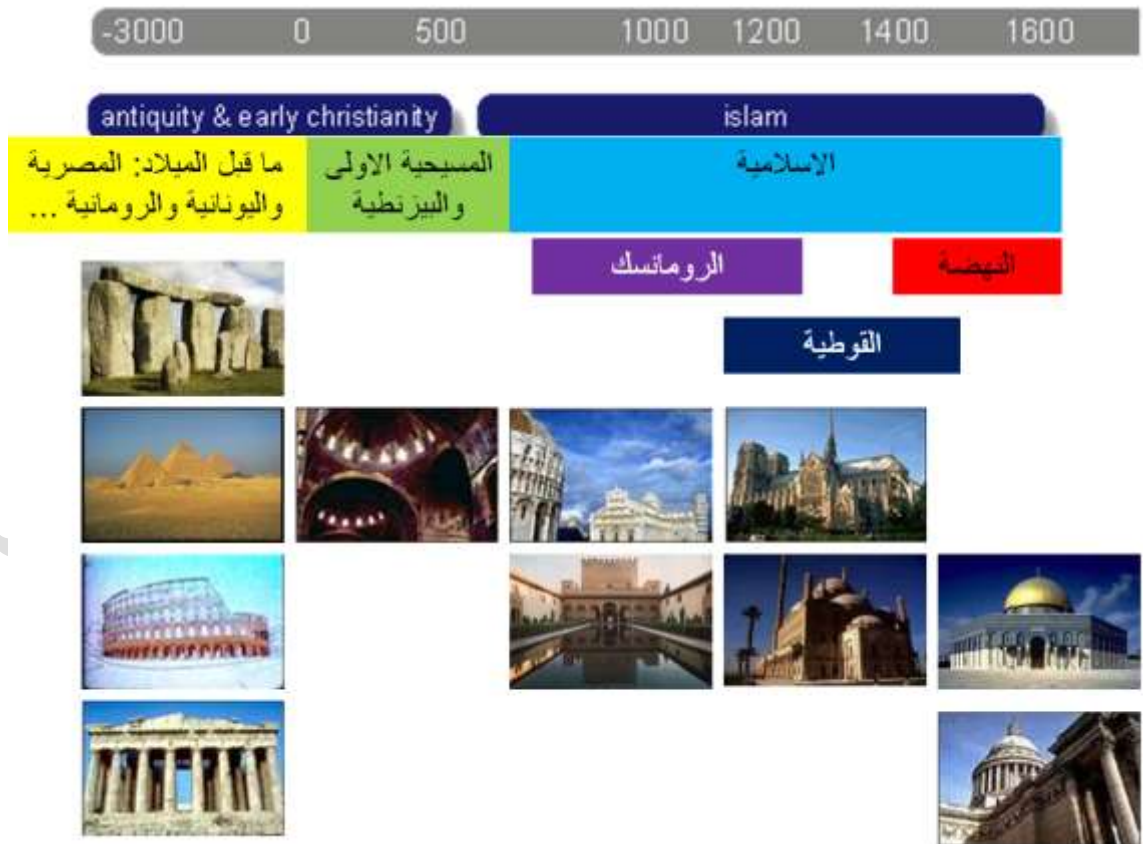 -3000 0 500 1000 1200 1400 1600
antiquity & early christianity
islam
ما قبل الميلاد: المصرية
واليونانية والرومانية ...
المسيحية الاولى
والبيزنطية
الاسلامية
الرومانسك
النهضة
القوطية